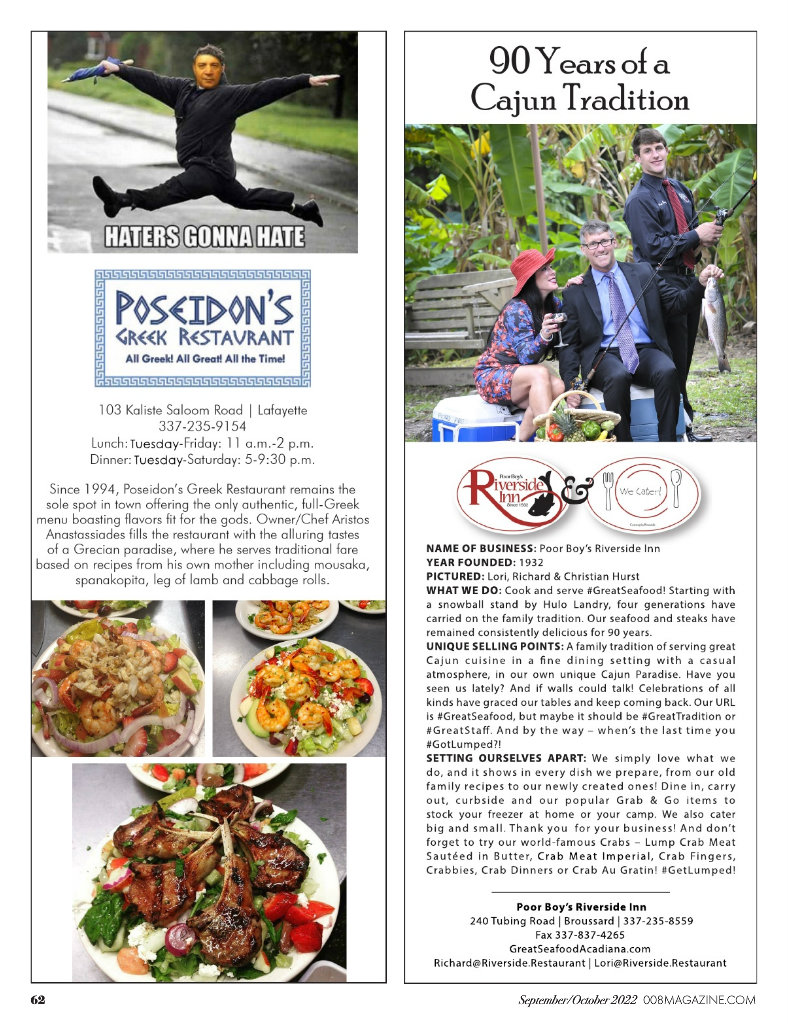 HATERS GONNA HATE
POSEIDON'S
GREEK RESTAURANT
All Greek! All Great! All the Time!
103 Kaliste Saloom Road | Lafayette
337-235-9154
Lunch: Tuesday-Friday: 11 a.m.-2 p.m.
Dinner: Tuesday-Saturday: 5-9:30 p.m.
Since 1994, Poseidon's Greek Restaurant remains the
sole spot in town offering the only authentic, full-Greek
menu boasting flavors fit for the gods. Owner/Chef Aristos
Anastassiades fills the restaurant with the alluring tastes
of a Grecian paradise, where he serves traditional fare
based on recipes from his own mother including mousaka,
spanakopita, leg of lamb and cabbage rolls.
90 Years of a
Cajun Tradition
Poor Boy's
Riverside
Inn
Since 1932
&
We Cater!
NAME OF BUSINESS: Poor Boy's Riverside Inn
YEAR FOUNDED: 1932
PICTURED: Lori, Richard & Christian Hurst
WHAT WE DO: Cook and serve #GreatSeafood! Starting with
a snowball stand by Hulo Landry, four generations have
carried on the family tradition. Our seafood and steaks have
remained consistently delicious for 90 years.
UNIQUE SELLING POINTS: A family tradition of serving great
Cajun cuisine in a fine dining setting with a casual
atmosphere, in our own unique Cajun Paradise. Have you
seen us lately? And if walls could talk! Celebrations of all
kinds have graced our tables and keep coming back. Our URL
is #GreatSeafood, but maybe it should be #GreatTradition or
#GreatStaff. And by the way – when's the last time you
#GotLumped?!
SETTING OURSELVES APART: We simply love what we
do, and it shows in every dish we prepare, from our old
family recipes to our newly created ones! Dine in, carry
out, curbside and our popular Grab & Go items to
stock your freezer at home or your camp. We also cater
big and small. Thank you for your business! And don't
forget to try our world-famous Crabs – Lump Crab Meat
Sautéed in Butter, Crab Meat Imperial, Crab Fingers,
Crabbies, Crab Dinners or Crab Au Gratin! #GetLumped!
Poor Boy's Riverside Inn
240 Tubing Road | Broussard | 337-235-8559
Fax 337-837-4265
GreatSeafoodAcadiana.com
Richard@Riverside.Restaurant | Lori@Riverside.Restaurant
62
September/October 2022 008MAGAZINE.COM